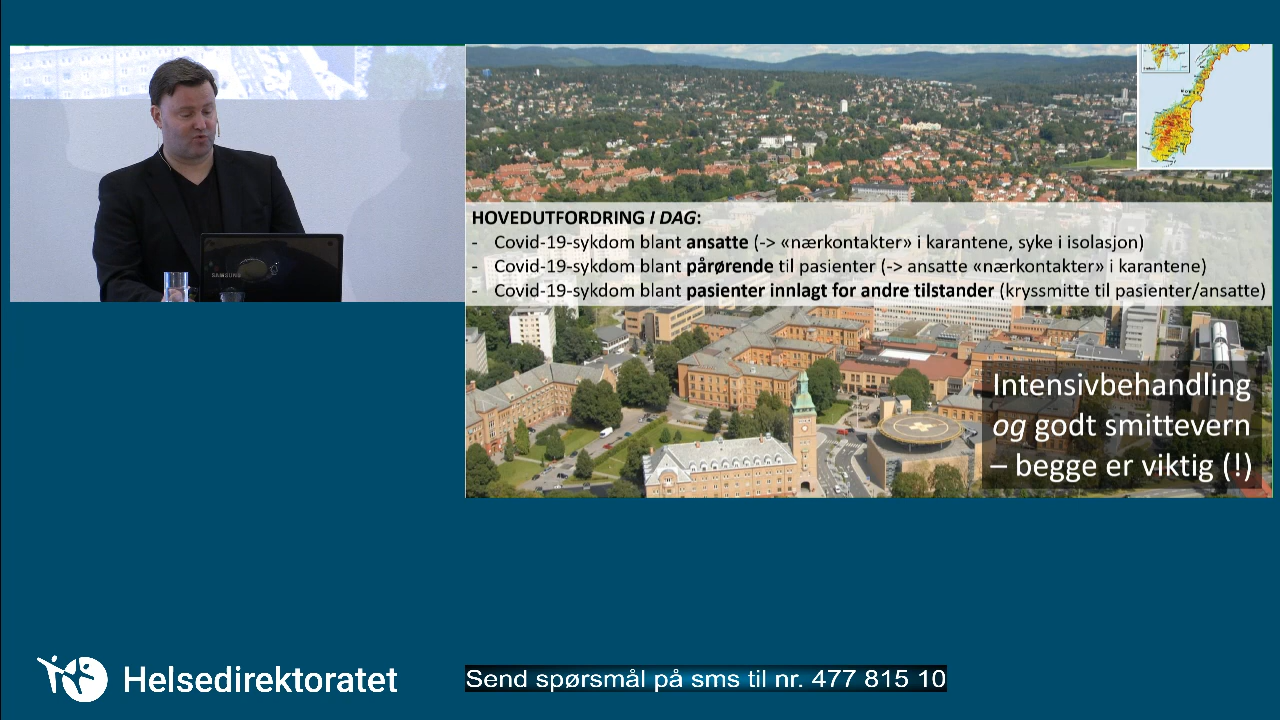 HOVEDUTFORDRING I DAG:
- Covid-19-sykdom blant ansatte (-> «nærkontakter» i karantene, syke i isolasjon)
- Covid-19-sykdom blant pårørende til pasienter (-> ansatte «nærkontakter» i karantene)
- Covid-19-sykdom blant pasienter innlagt for andre tilstander (kryssmitte til pasienter/ansatte)
SAMSUNG
Intensivbehandling
og godt smittevern
– begge er viktig (!)
Helsedirektoratet
Send spørsmål på sms til nr. 477 815 10